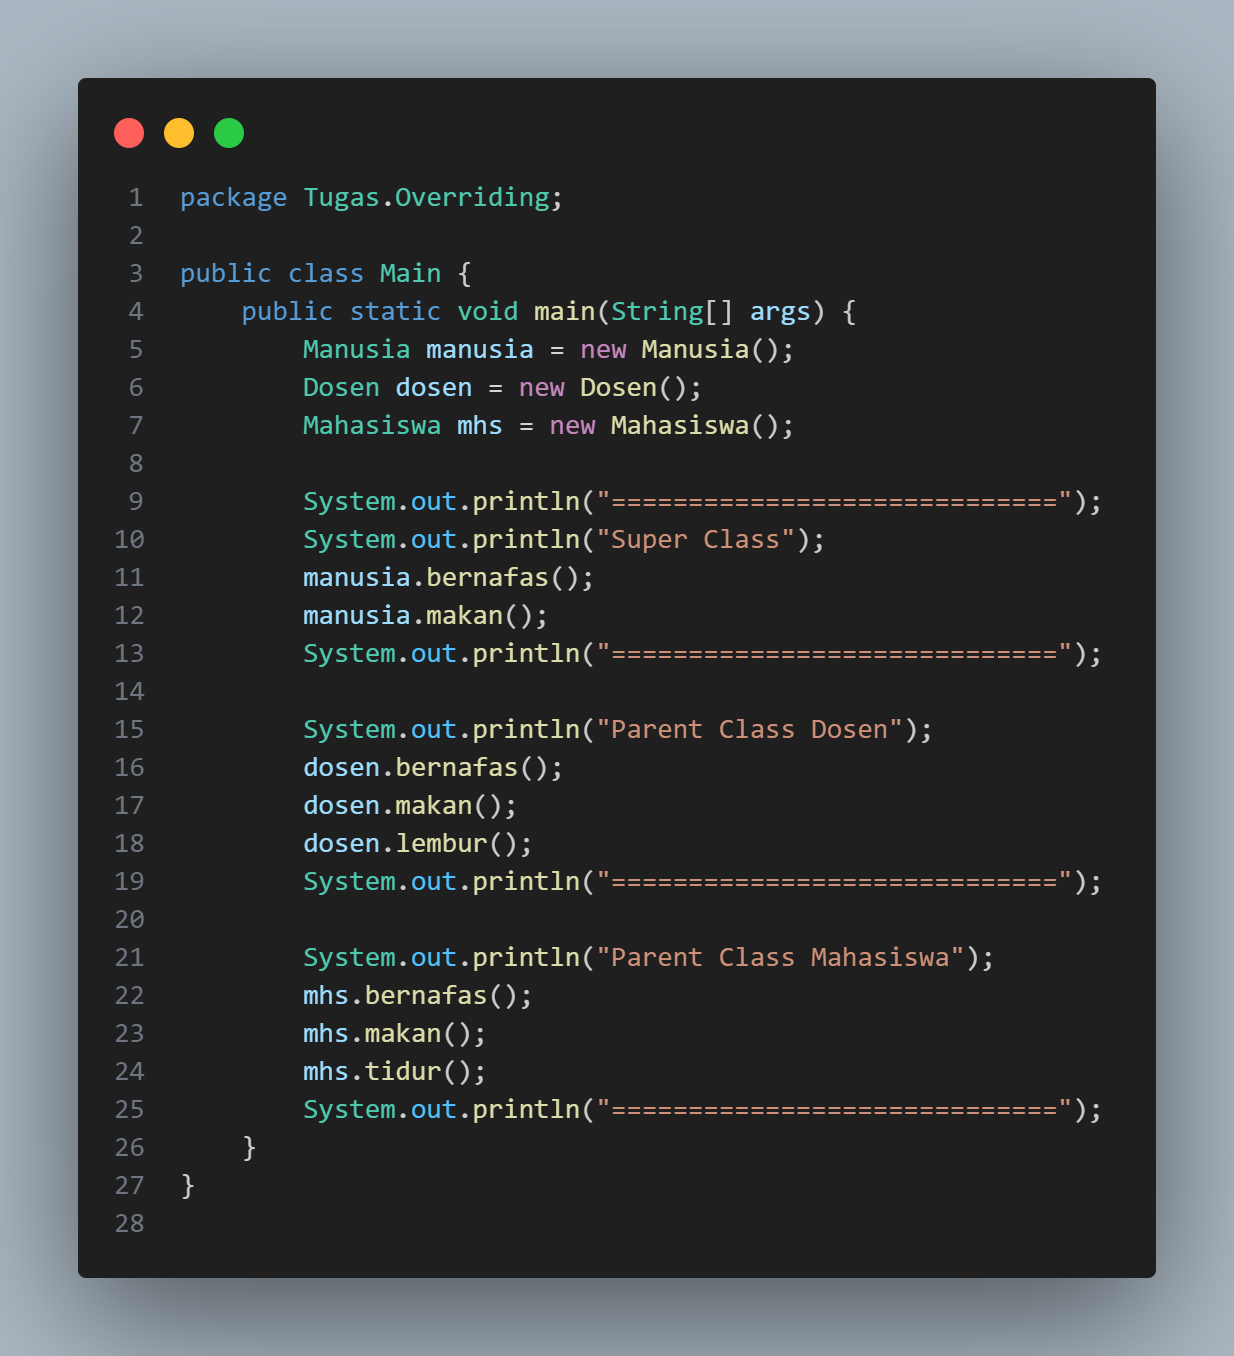 1 package Tugas.Overriding;
2
3 public class Main {
4     public static void main(String[] args) {
5         Manusia manusia = new Manusia();
6         Dosen dosen = new Dosen();
7         Mahasiswa mhs = new Mahasiswa();
8
9         System.out.println("=============================");
10         System.out.println("Super Class");
11         manusia.bernafas();
12         manusia.makan();
13         System.out.println("=============================");
14
15         System.out.println("Parent Class Dosen");
16         dosen.bernafas();
17         dosen.makan();
18         dosen.lembur();
19         System.out.println("=============================");
20
21         System.out.println("Parent Class Mahasiswa");
22         mhs.bernafas();
23         mhs.makan();
24         mhs.tidur();
25         System.out.println("=============================");
26     }
27 }
28